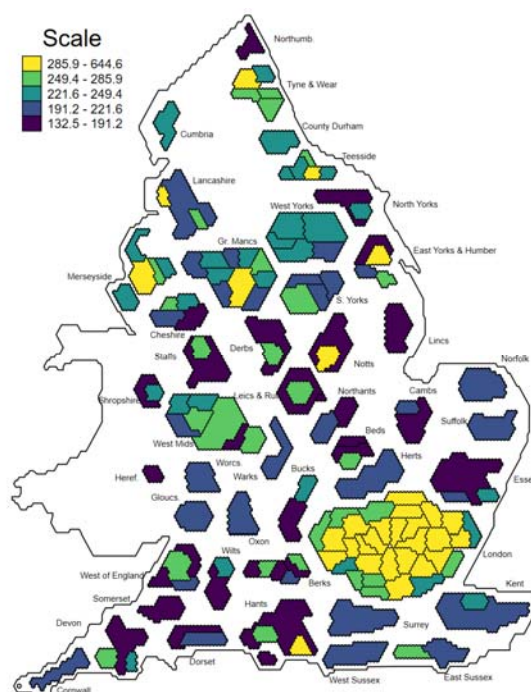 Scale
285.9 - 644.6
249.4 - 285.9
221.6 - 249.4
191.2 - 221.6
132.5 - 191.2
Northumb.
Tyne & Wear
Cumbria
County Durham
Teesside
Lancashire
West Yorks
North Yorks
Gr. Mancs
East Yorks & Humber
Merseyside
S. Yorks
Cheshire
Staffs
Derbs
Notts
Lincs
Norfolk
Shropshire
Leics & Rut
Northants
Cambs
Suffolk
West Mids
Beds
Worcs.
Herts
Heref.
Warks
Bucks
Esse
Gloucs.
Oxon
London
West of England
Wilts
Berks
Kent
Somerset
Hants
Devon
Surrey
Dorset
Cornwall
West Sussex
East Sussex